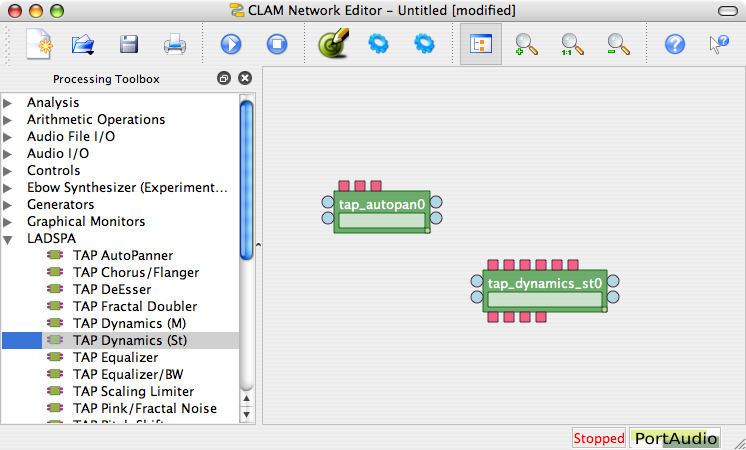 CLAM Network Editor – Untitled [modified]
1:1
Processing Toolbox
Analysis
Arithmetic Operations
Audio File I/O
Audio I/O
Controls
Ebow Synthesizer (Experiment...
Generators
Graphical Monitors
LADSPA
TAP AutoPanner
TAP Chorus/Flanger
TAP DeEsser
TAP Fractal Doubler
TAP Dynamics (M)
TAP Dynamics (St)
TAP Equalizer
TAP Equalizer/BW
TAP Scaling Limiter
TAP Pink/Fractal Noise
tap_autopan0
tap_dynamics_st0
Stopped
PortAudio